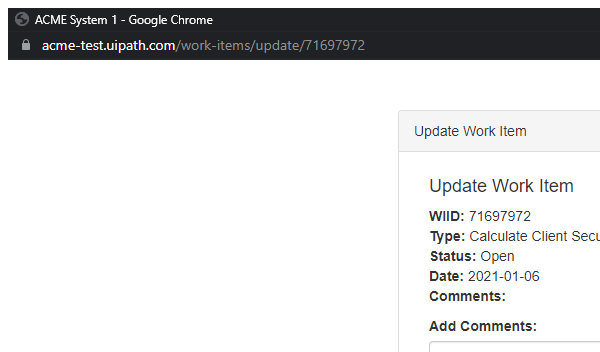 ACME System 1 - Google Chrome
acme-test.uipath.com/work-items/update/71697972
Update Work Item
Update Work Item
WIID: 71697972
Type: Calculate Client Secu
Status: Open
Date: 2021-01-06
Comments:
Add Comments: